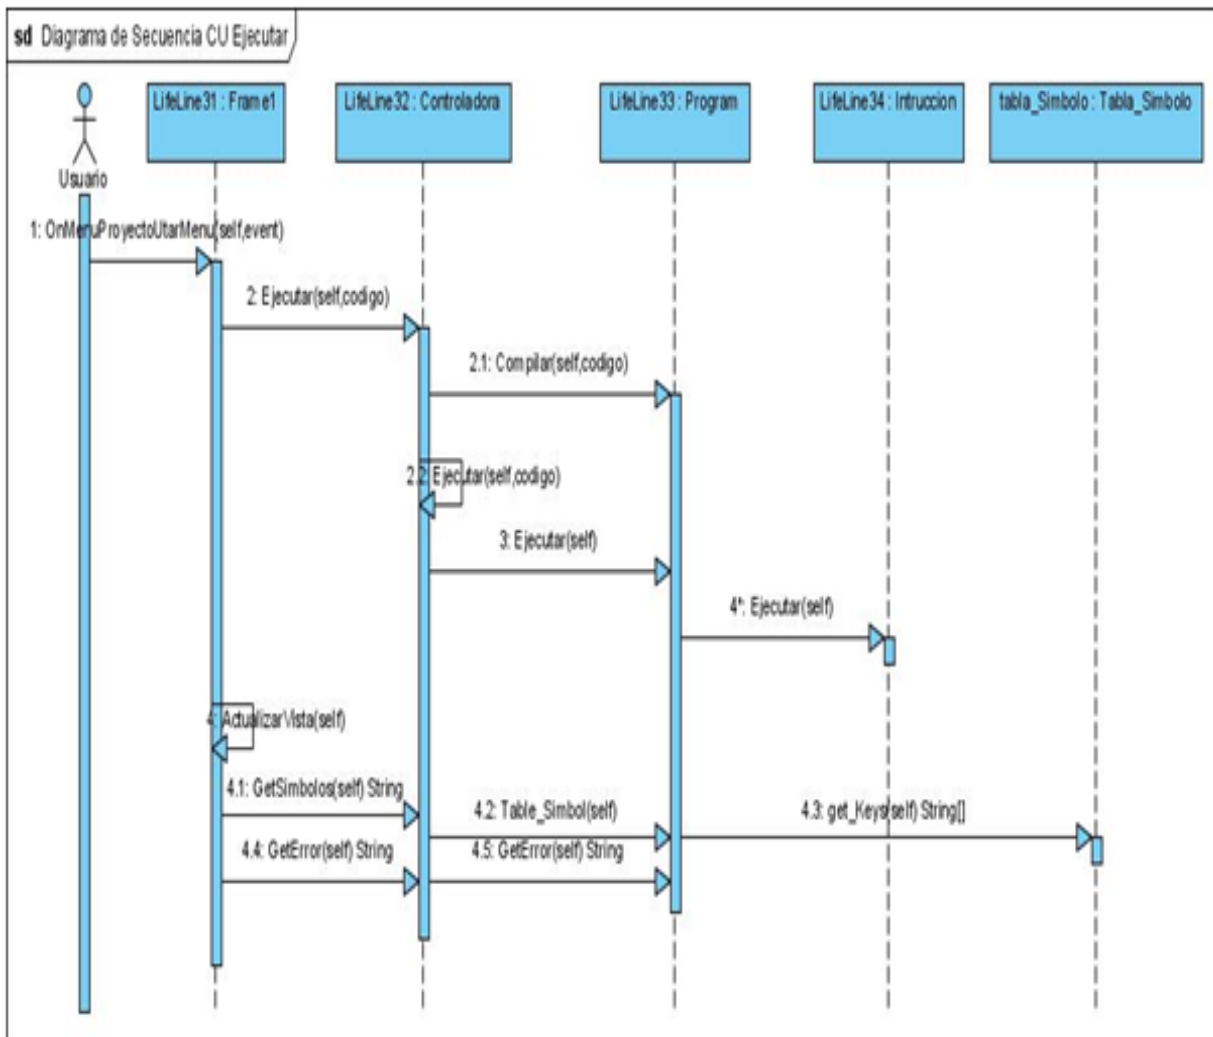 sd Diagrama de Secuencia CU Ejecutar
LifeLine31 : Frame1
LifeLine32 : Controladora
LifeLine33 : Program
LifeLine34 : Intruccion
tabla_Simbolo : Tabla_Simbolo
Usuario
1: OnMenuProyectoUtarMenu(self,event)
2: Ejecutar(self,codigo)
2.1: Compilar(self,codigo)
2.2: Ejecutar(self,codigo)
3: Ejecutar(self)
4*: Ejecutar(self)
4: ActualizarVista(self)
4.1: GetSimbolos(self) String
4.2: Table_Simbol(self)
4.3: get_Keys(self) String[]
4.4: GetError(self) String
4.5: GetError(self) String